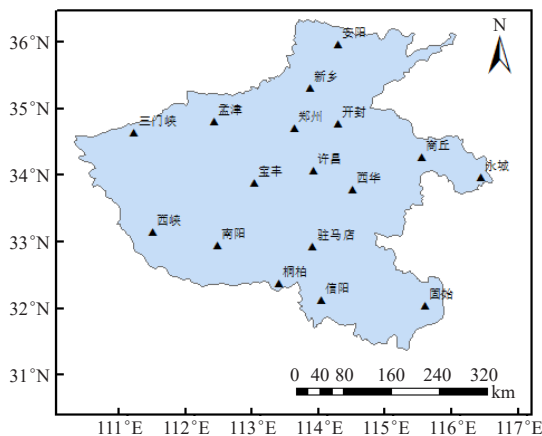 36°N
35°N
34°N
33°N
32°N
31°N
N
安阳
新乡
孟津
三门峡
郑州
开封
商丘
许昌
永城
宝丰
西华
西峡
南阳
驻马店
桐柏
信阳
固始
0 40 80 160 240 320
km
111°E 112°E 113°E 114°E 115°E 116°E 117°E